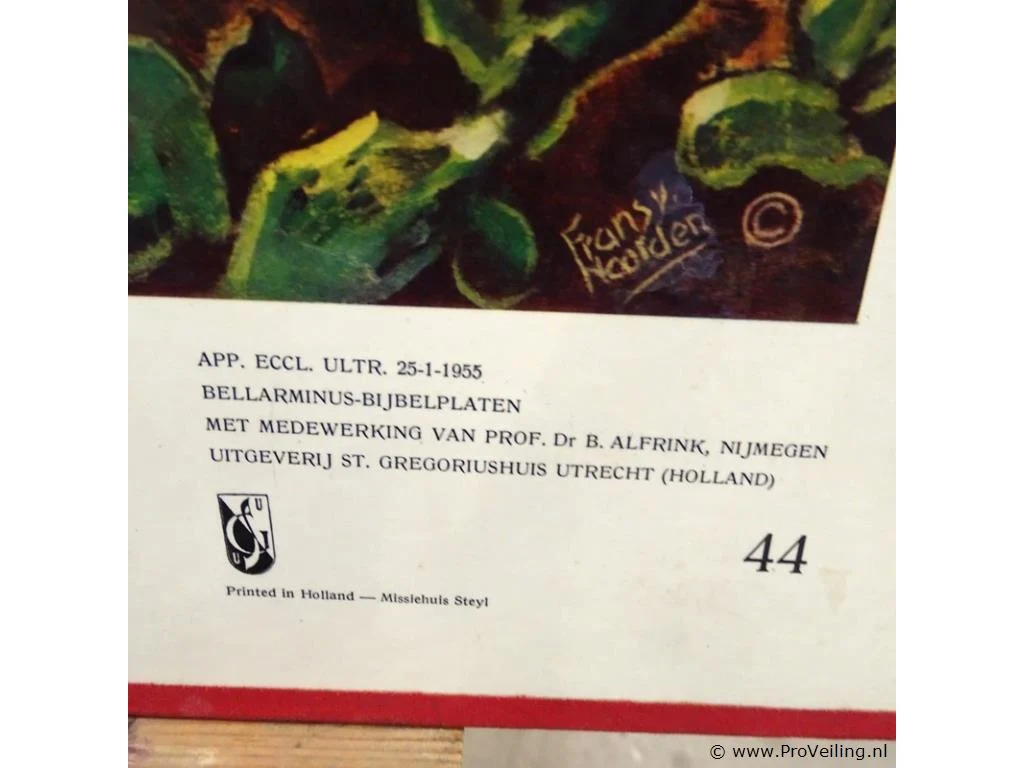 Frans v.
Noorden
©
APP. ECCL. ULTR. 25-1-1955
BELLARMINUS-BIJBELPLATEN
MET MEDEWERKING VAN PROF. Dr B. ALFRINK, NIJMEGEN
UITGEVERIJ ST. GREGORIUSHUIS UTRECHT (HOLLAND)
44
Printed in Holland — Missiehuis Steyl
© www.ProVeiling.nl